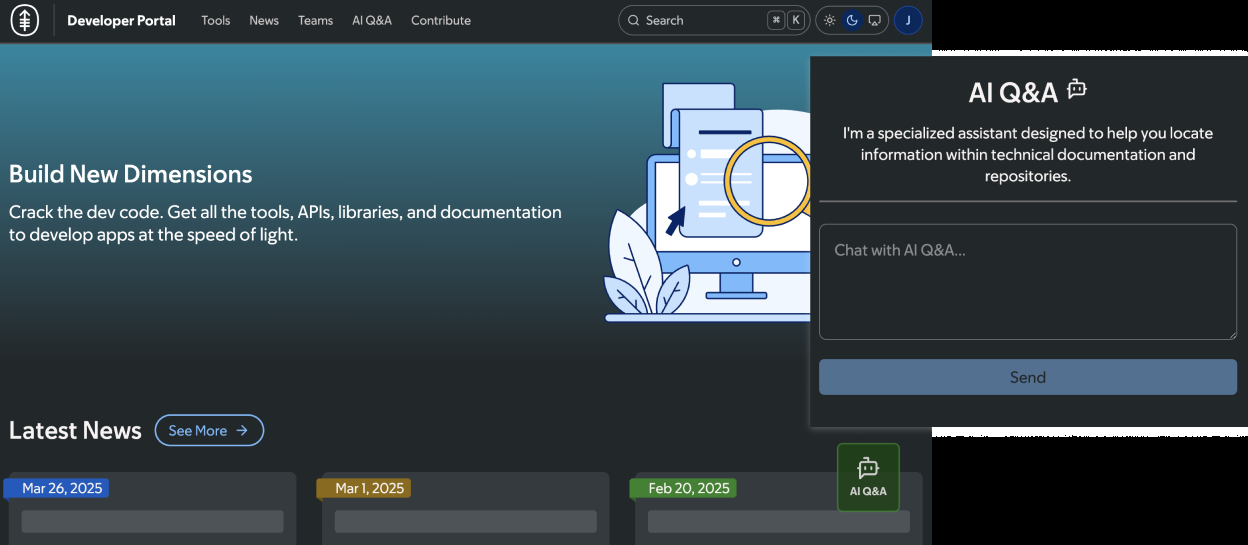 Developer Portal
Tools
News
Teams
AI Q&A
Contribute
Search
⌘ K
J
AI Q&A
I'm a specialized assistant designed to help you locate
information within technical documentation and
repositories.
Chat with AI Q&A...
Send
Build New Dimensions
Crack the dev code. Get all the tools, APIs, libraries, and documentation
to develop apps at the speed of light.
Latest News
See More →
Mar 26, 2025
Mar 1, 2025
Feb 20, 2025
AI Q&A